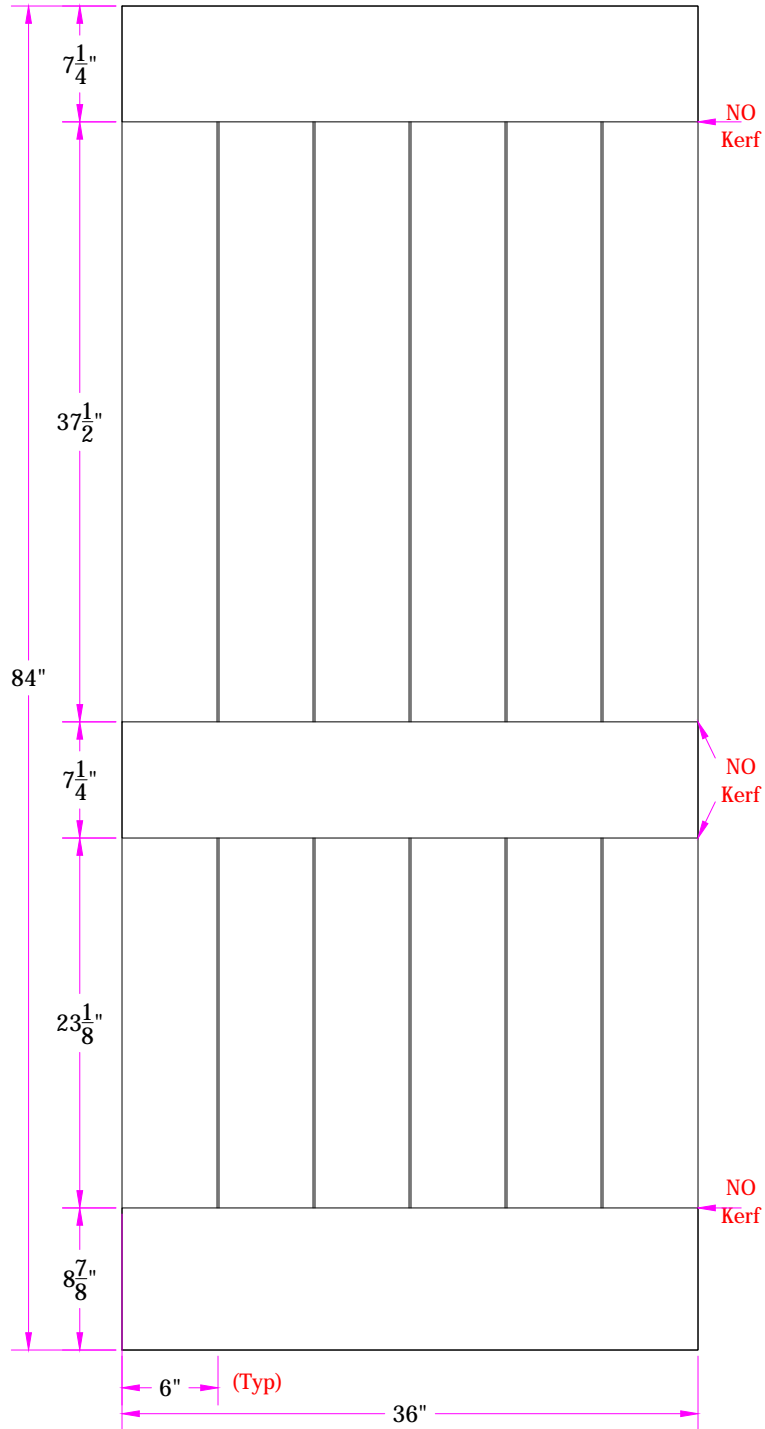 7 1/4"
NO
Kerf
37 1/2"
84"
7 1/4"
NO
Kerf
23 1/8"
NO
Kerf
8 7/8"
6" (Typ)
36"